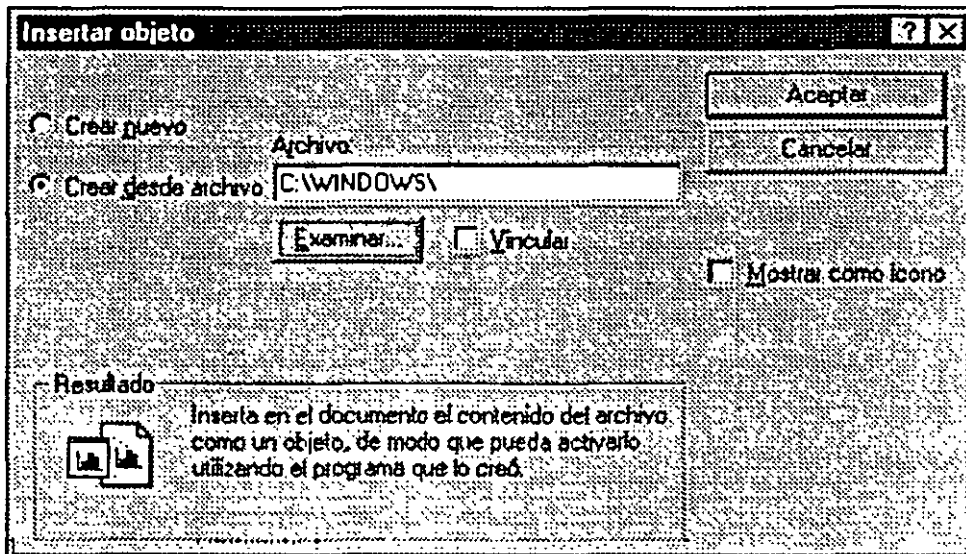 Insertar objeto
Crear nuevo
Crear desde archivo
Archivo:
C:\WINDOWS\
Examinar...
Vincular
Aceptar
Cancelar
Mostrar como icono
Resultado
Inserta en el documento el contenido del archivo
como un objeto, de modo que pueda activarlo
utilizando el programa que lo creó.